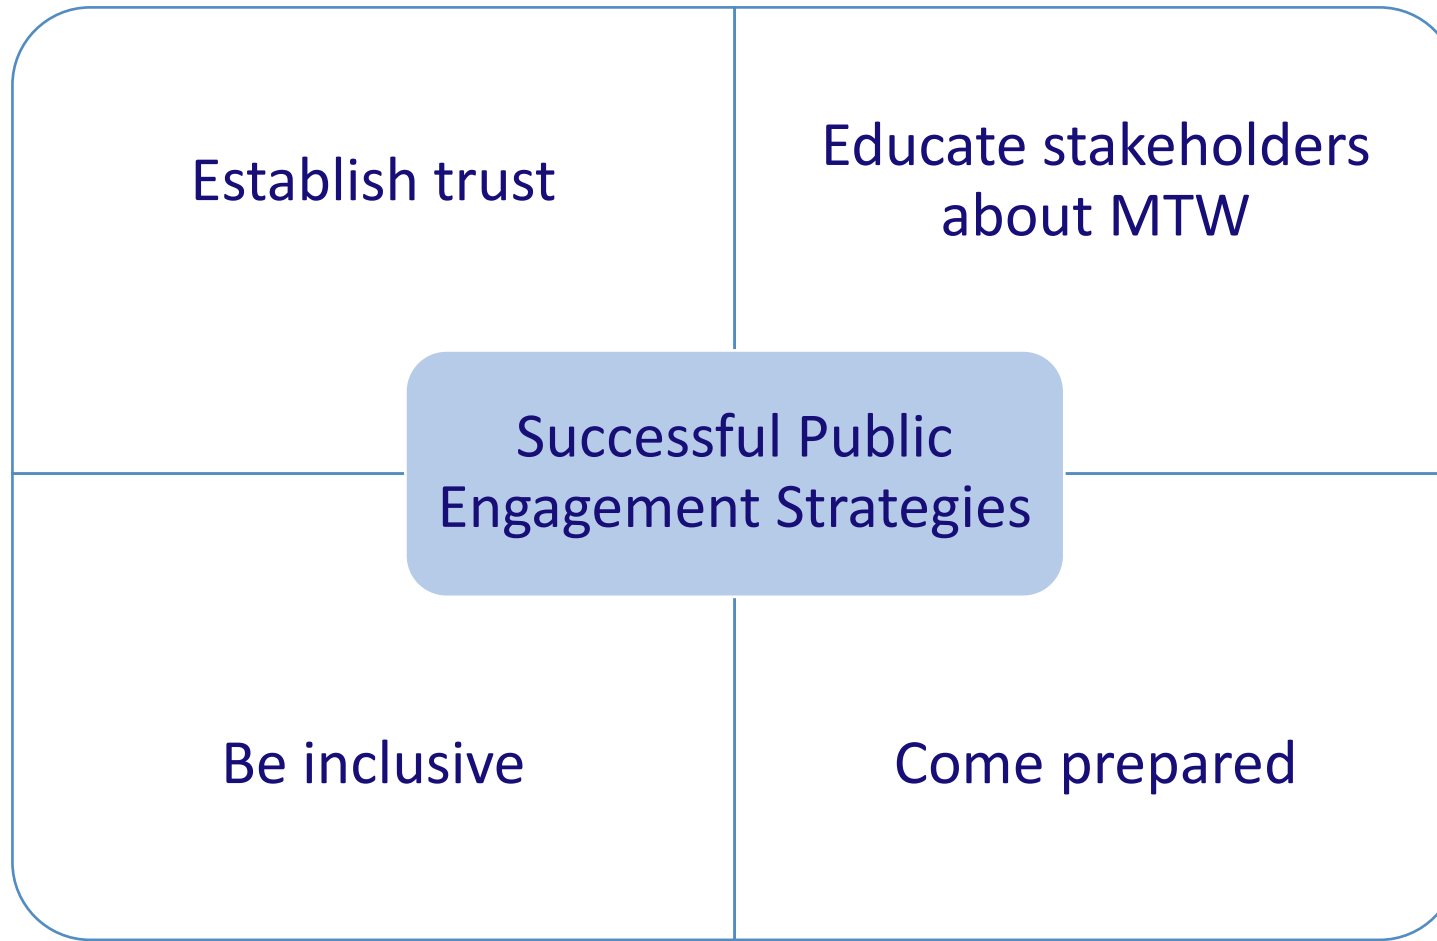 Establish trust
Educate stakeholders
about MTW
Successful Public
Engagement Strategies
Be inclusive
Come prepared